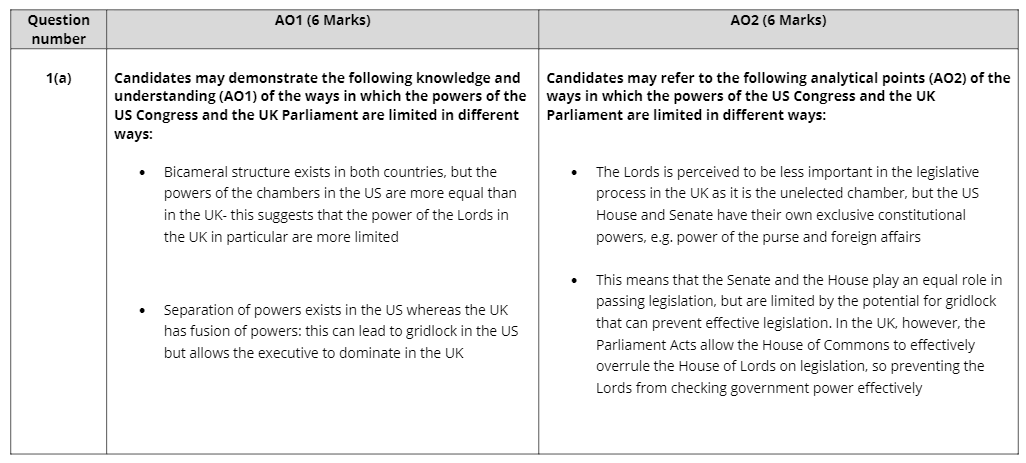 Question number
AO1 (6 Marks)
AO2 (6 Marks)
1(a)
Candidates may demonstrate the following knowledge and
understanding (AO1) of the ways in which the powers of the
US Congress and the UK Parliament are limited in different
ways:
• Bicameral structure exists in both countries, but the
powers of the chambers in the US are more equal than
in the UK- this suggests that the power of the Lords in
the UK in particular are more limited
• Separation of powers exists in the US whereas the UK
has fusion of powers: this can lead to gridlock in the US
but allows the executive to dominate in the UK
Candidates may refer to the following analytical points (AO2) of the
ways in which the powers of the US Congress and the UK
Parliament are limited in different ways:
• The Lords is perceived to be less important in the legislative
process in the UK as it is the unelected chamber, but the US
House and Senate have their own exclusive constitutional
powers, e.g. power of the purse and foreign affairs
• This means that the Senate and the House play an equal role in
passing legislation, but are limited by the potential for gridlock
that can prevent effective legislation. In the UK, however, the
Parliament Acts allow the House of Commons to effectively
overrule the House of Lords on legislation, so preventing the
Lords from checking government power effectively